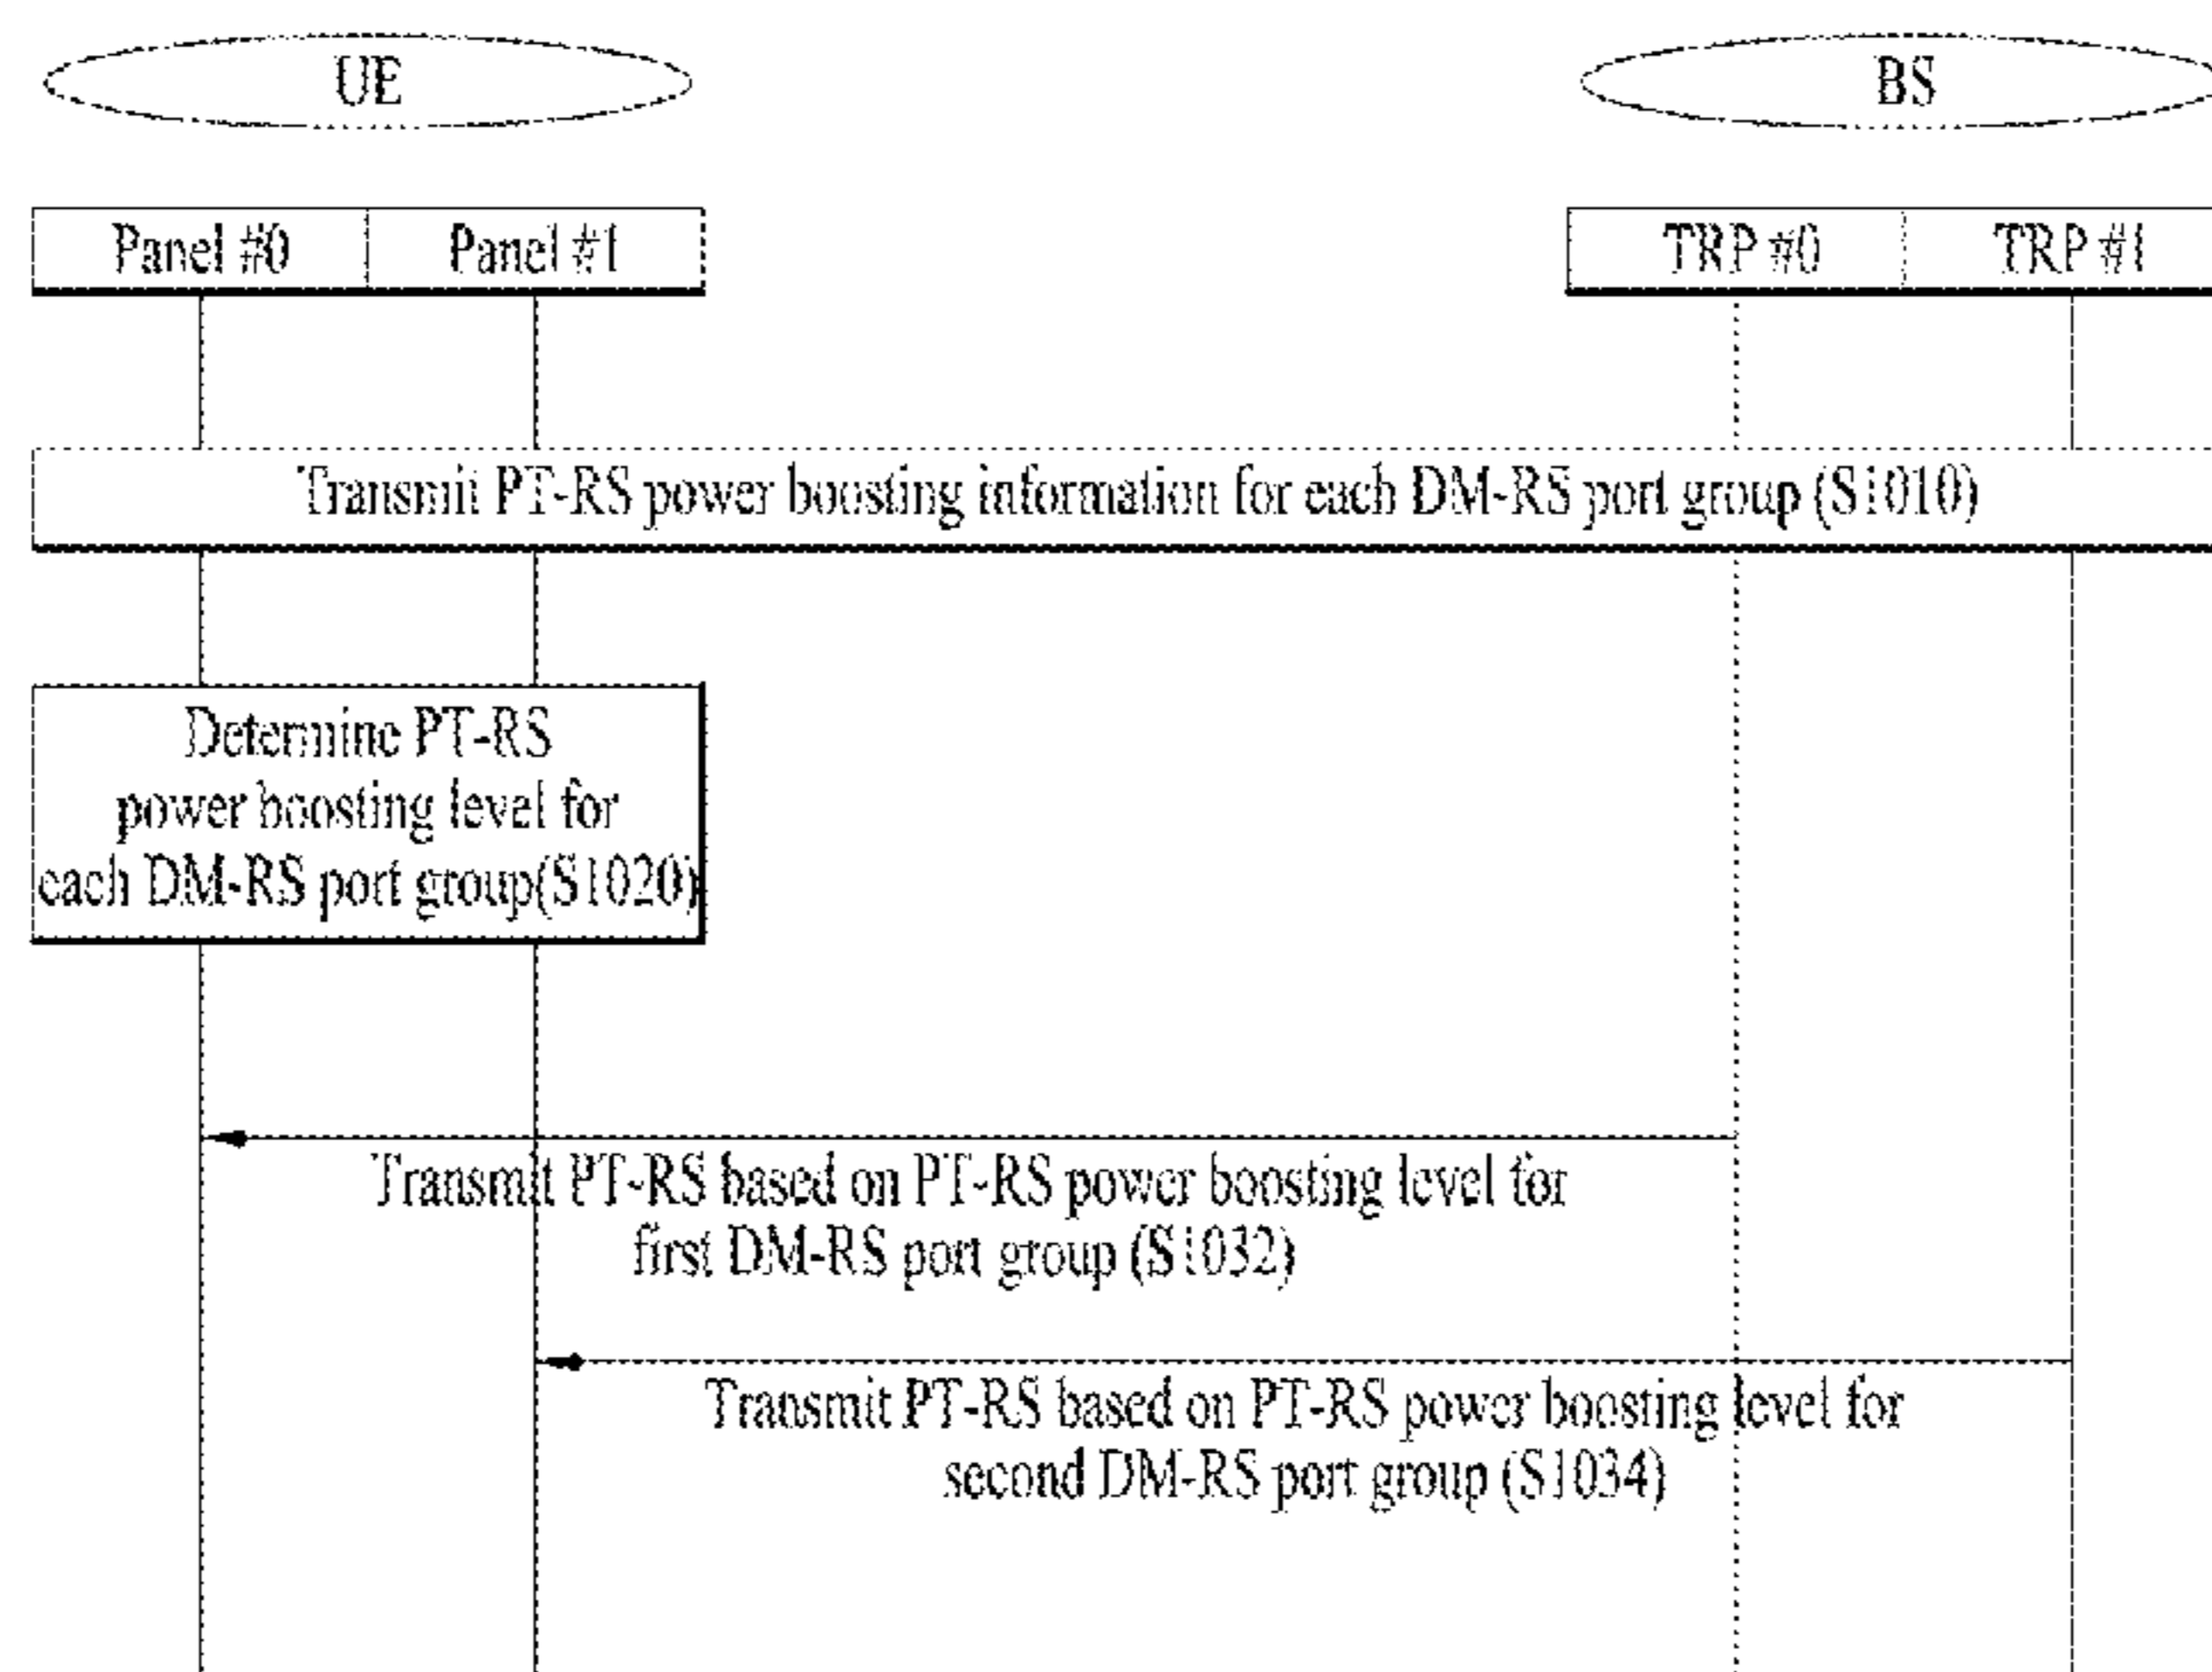 UE
BS
Panel #0
Panel #1
TRP #0
TRP #1
Transmit PT-RS power boosting information for each DM-RS port group (S1010)
Determine PT-RS
power boosting level for
each DM-RS port group(S1020)
Transmit PT-RS based on PT-RS power boosting level for
first DM-RS port group (S1032)
Transmit PT-RS based on PT-RS power boosting level for
second DM-RS port group (S1034)